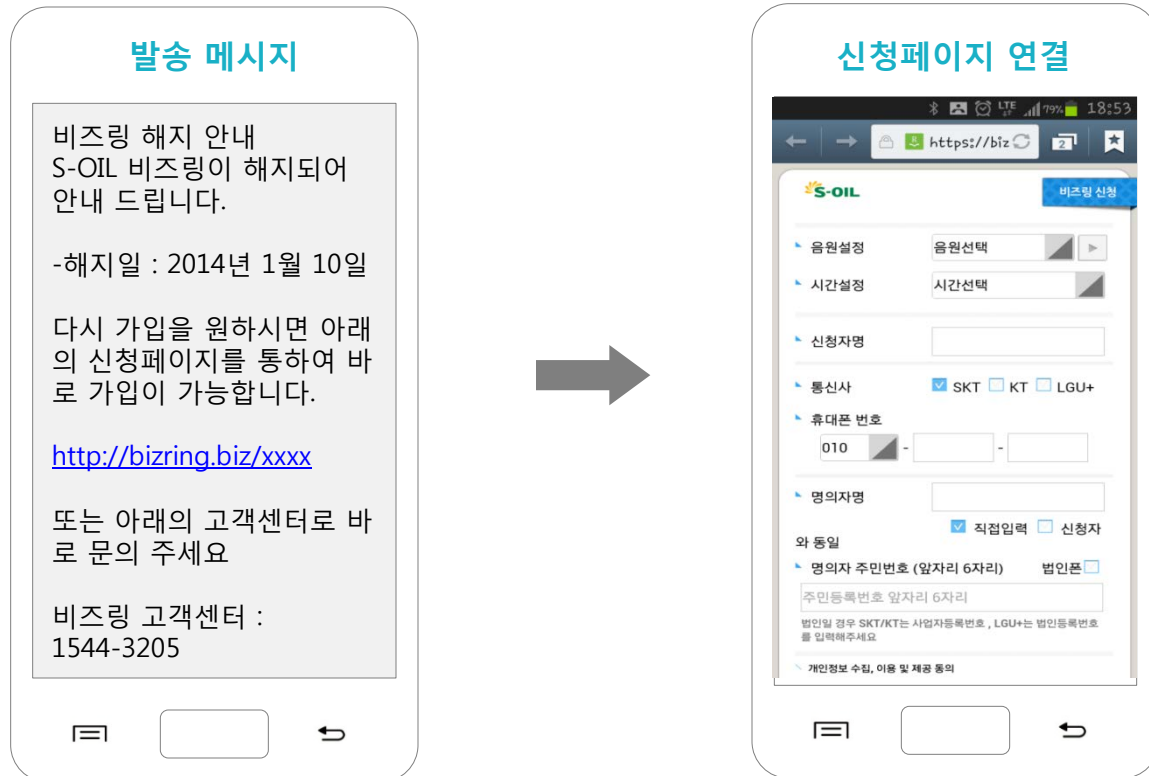 발송 메시지
비즈링 해지 안내
S-OIL 비즈링이 해지되어
안내 드립니다.
-해지일 : 2014년 1월 10일
다시 가입을 원하시면 아래
의 신청페이지를 통하여 바
로 가입이 가능합니다.
http://bizring.biz/xxxx
또는 아래의 고객센터로 바
로 문의 주세요
비즈링 고객센터 :
1544-3205
신청페이지 연결
LTE 79% 18:53
https://biz 2
S-OIL 비즈링 신청
음원설정 음원선택
시간설정 시간선택
신청자명
통신사 SKT KT LGU+
휴대폰 번호
010 - -
명의자명
직접입력 신청자
와 동일
명의자 주민번호 (앞자리 6자리) 법인폰
주민등록번호 앞자리 6자리
법인일 경우 SKT/KT는 사업자등록번호 , LGU+는 법인등록번호
를 입력해주세요
개인정보 수집, 이용 및 제공 동의